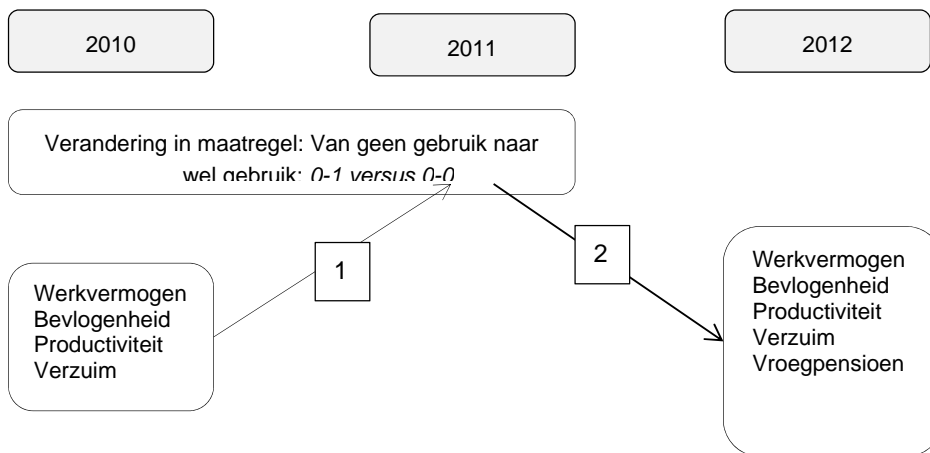 2010
2011
2012
Verandering in maatregel: Van geen gebruik naar
wel gebruik: 0-1 versus 0-0
1
2
Werkvermogen
Bevlogenheid
Productiviteit
Verzuim
Werkvermogen
Bevlogenheid
Productiviteit
Verzuim
Vroegpensioen